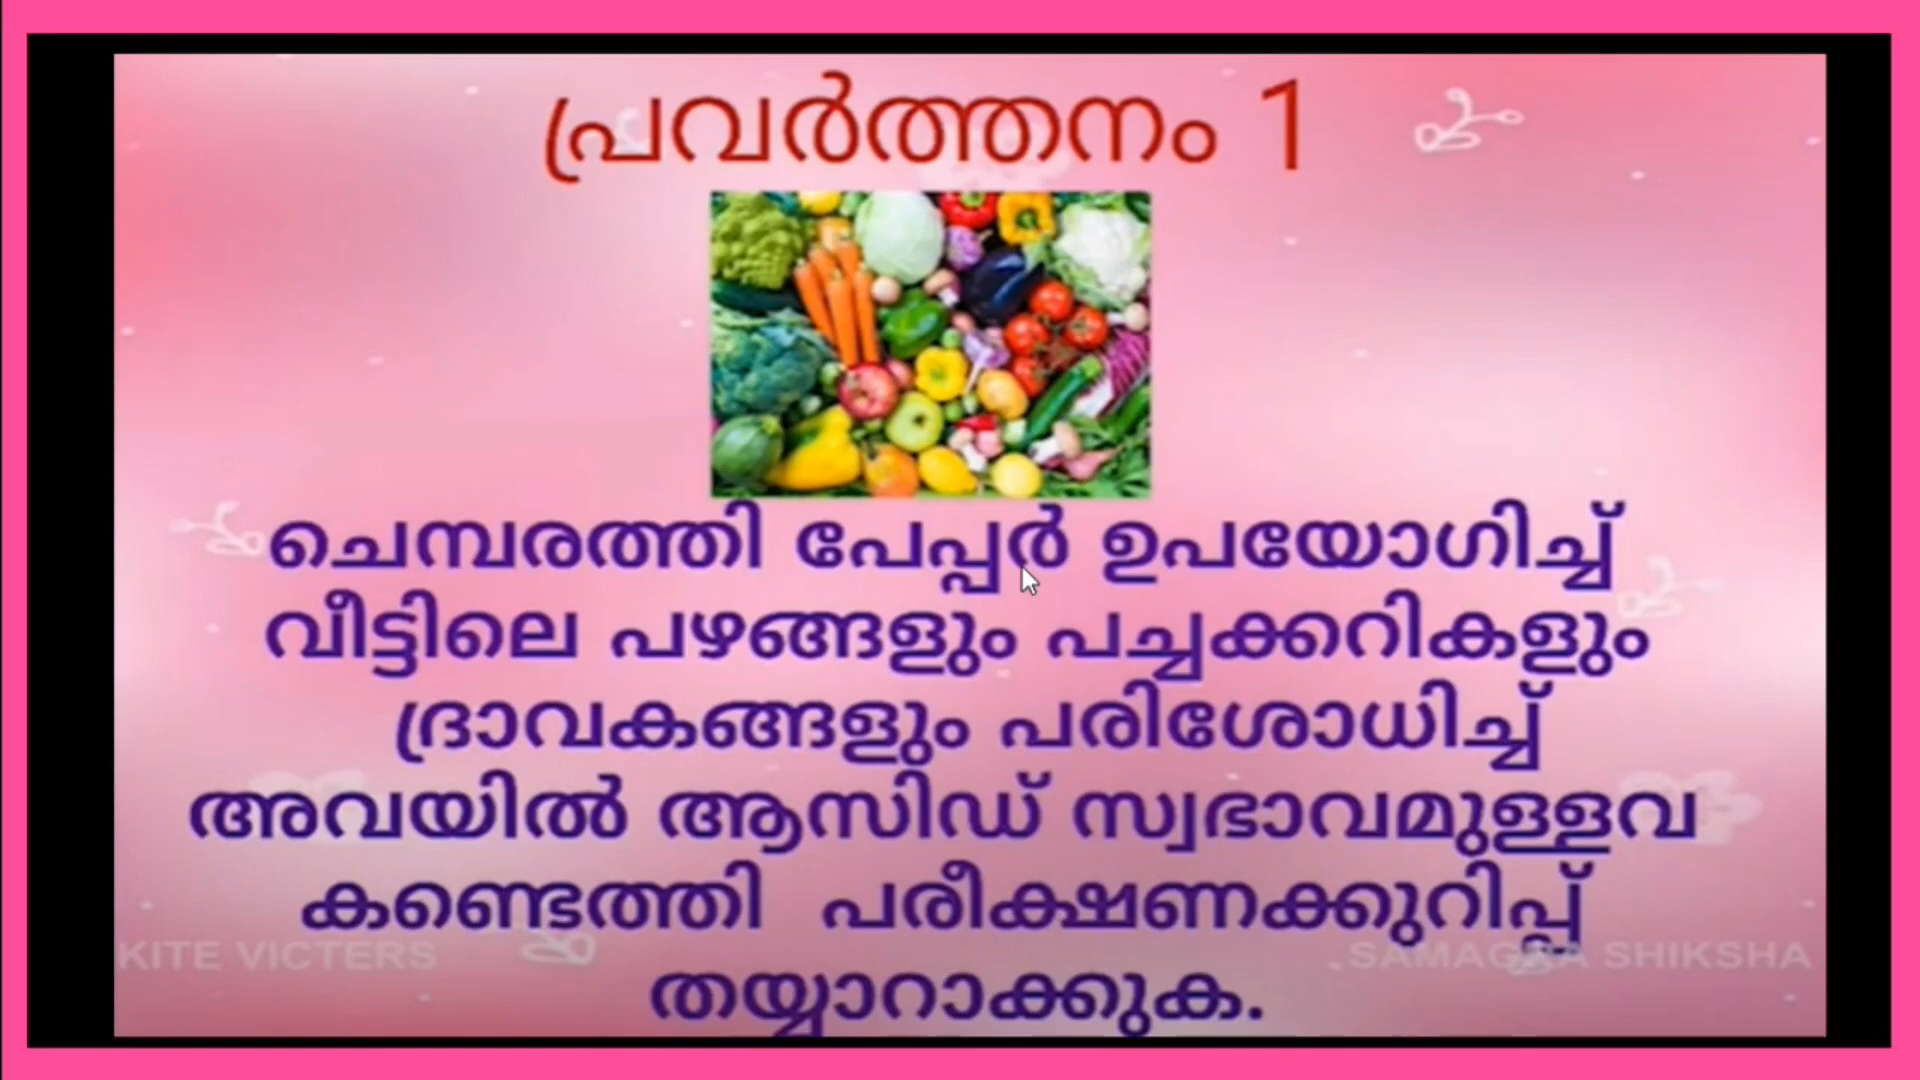 പ്രവർത്തനം 1
ചെമ്പരത്തി പേപ്പർ ഉപയോഗിച്ച്
വീട്ടിലെ പഴങ്ങളും പച്ചക്കറികളും
ദ്രാവകങ്ങളും പരിശോധിച്ച്
അവയിൽ ആസിഡ് സ്വഭാവമുള്ളവ
കണ്ടെത്തി പരീക്ഷണക്കുറിപ്പ്
KITE VICTERS SAMAGRA SHIKSHA
തയ്യാറാക്കുക.